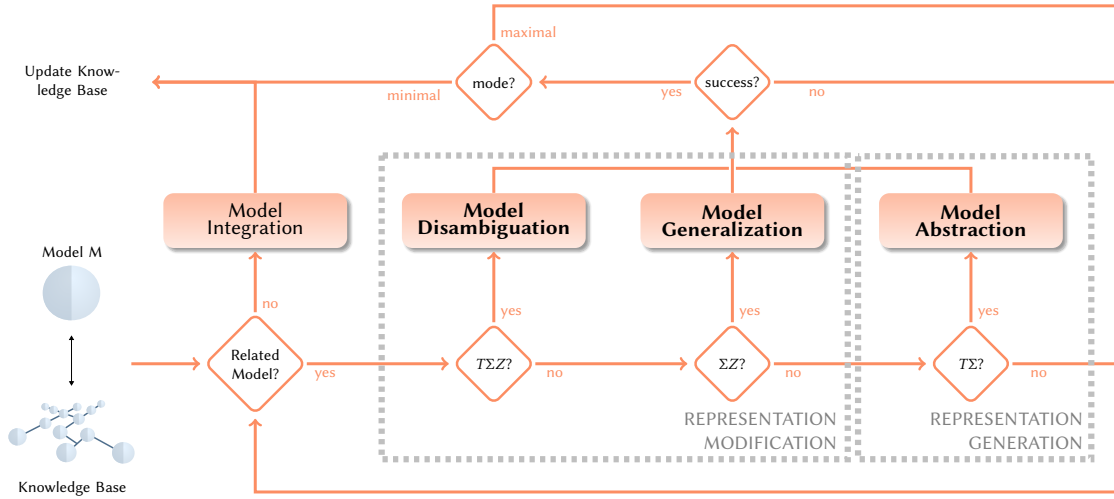 maximal
Update Know-
ledge Base
mode?
success?
minimal
yes
no
Model
Integration
Model
Disambiguation
Model
Generalization
Model
Abstraction
Model M
no
yes
yes
yes
Related
Model?
yes
TΣZ?
no
ΣZ?
no
TΣ?
no
REPRESENTATION
MODIFICATION
REPRESENTATION
GENERATION
Knowledge Base